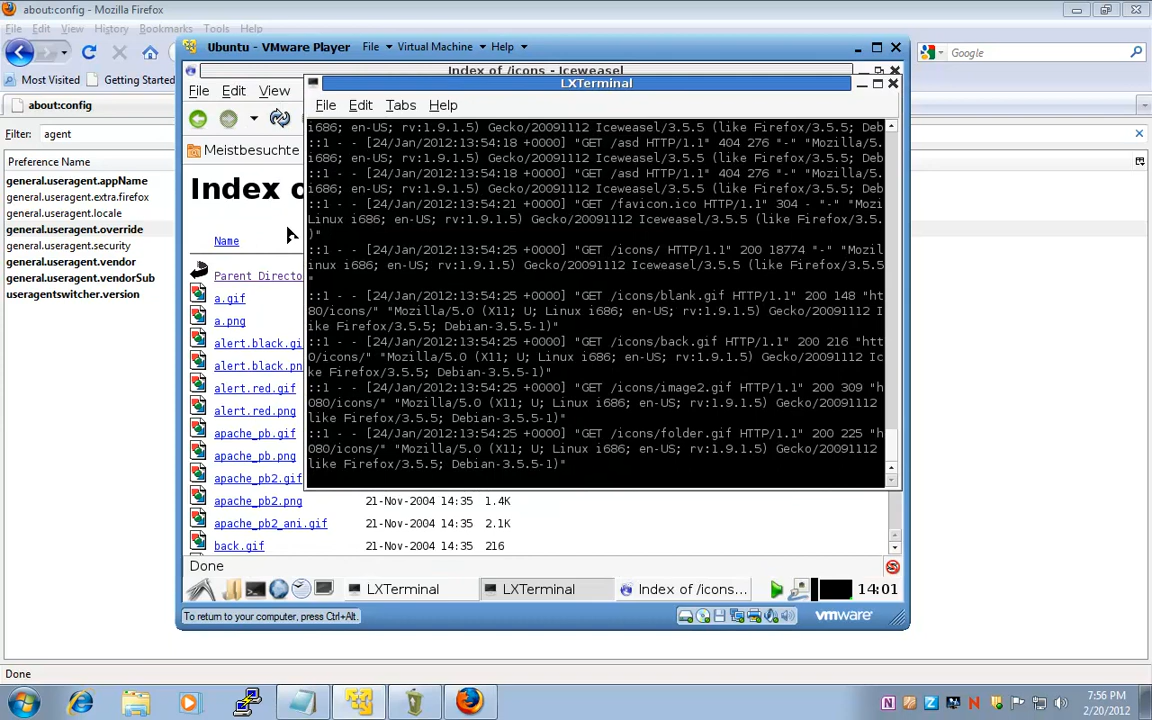 about:config - Mozilla Firefox
File Edit View History Bookmarks Tools Help
Google
Most Visited Getting Started
about:config
Filter: agent
Preference Name
general.useragent.appName
general.useragent.extra.firefox
general.useragent.locale
general.useragent.override
general.useragent.security
general.useragent.vendor
general.useragent.vendorSub
useragentswitcher.version
Ubuntu - VMware Player File Virtual Machine Help
Index of /icons - Iceweasel
File Edit View
Meistbesuchte
Index o
Name
Parent Directo
a.gif
a.png
alert.black.gi
alert.black.pn
alert.red.gif
alert.red.png
apache_pb.gif
apache_pb.png
apache_pb2.gif
apache_pb2.png 21-Nov-2004 14:35 1.4K
apache_pb2_ani.gif 21-Nov-2004 14:35 2.1K
back.gif 21-Nov-2004 14:35 216
Done
LXTerminal
File Edit Tabs Help
i686; en-US; rv:1.9.1.5) Gecko/20091112 Iceweasel/3.5.5 (like Firefox/3.5.5; Deb
::1 - - [24/Jan/2012:13:54:18 +0000] "GET /asd HTTP/1.1" 404 276 "-" "Mozilla/5.
i686; en-US; rv:1.9.1.5) Gecko/20091112 Iceweasel/3.5.5 (like Firefox/3.5.5; Deb
::1 - - [24/Jan/2012:13:54:18 +0000] "GET /asd HTTP/1.1" 404 276 "-" "Mozilla/5.
i686; en-US; rv:1.9.1.5) Gecko/20091112 Iceweasel/3.5.5 (like Firefox/3.5.5; Deb
::1 - - [24/Jan/2012:13:54:21 +0000] "GET /favicon.ico HTTP/1.1" 304 - "-" "Mozi
Linux i686; en-US; rv:1.9.1.5) Gecko/20091112 Iceweasel/3.5.5 (like Firefox/3.5.
)"
::1 - - [24/Jan/2012:13:54:25 +0000] "GET /icons/ HTTP/1.1" 200 18774 "-" "Mozil
inux i686; en-US; rv:1.9.1.5) Gecko/20091112 Iceweasel/3.5.5 (like Firefox/3.5.5
"
::1 - - [24/Jan/2012:13:54:25 +0000] "GET /icons/blank.gif HTTP/1.1" 200 148 "ht
80/icons/" "Mozilla/5.0 (X11; U; Linux i686; en-US; rv:1.9.1.5) Gecko/20091112 I
ike Firefox/3.5.5; Debian-3.5.5-1)"
::1 - - [24/Jan/2012:13:54:25 +0000] "GET /icons/back.gif HTTP/1.1" 200 216 "htt
0/icons/" "Mozilla/5.0 (X11; U; Linux i686; en-US; rv:1.9.1.5) Gecko/20091112 Ic
ke Firefox/3.5.5; Debian-3.5.5-1)"
::1 - - [24/Jan/2012:13:54:25 +0000] "GET /icons/image2.gif HTTP/1.1" 200 309 "h
080/icons/" "Mozilla/5.0 (X11; U; Linux i686; en-US; rv:1.9.1.5) Gecko/20091112
like Firefox/3.5.5; Debian-3.5.5-1)"
::1 - - [24/Jan/2012:13:54:25 +0000] "GET /icons/folder.gif HTTP/1.1" 200 225 "h
080/icons/" "Mozilla/5.0 (X11; U; Linux i686; en-US; rv:1.9.1.5) Gecko/20091112
like Firefox/3.5.5; Debian-3.5.5-1)"
LXTerminal LXTerminal Index of /icons... 14:01
To return to your computer, press Ctrl+Alt. vmware
Done
7:56 PM
2/20/2012